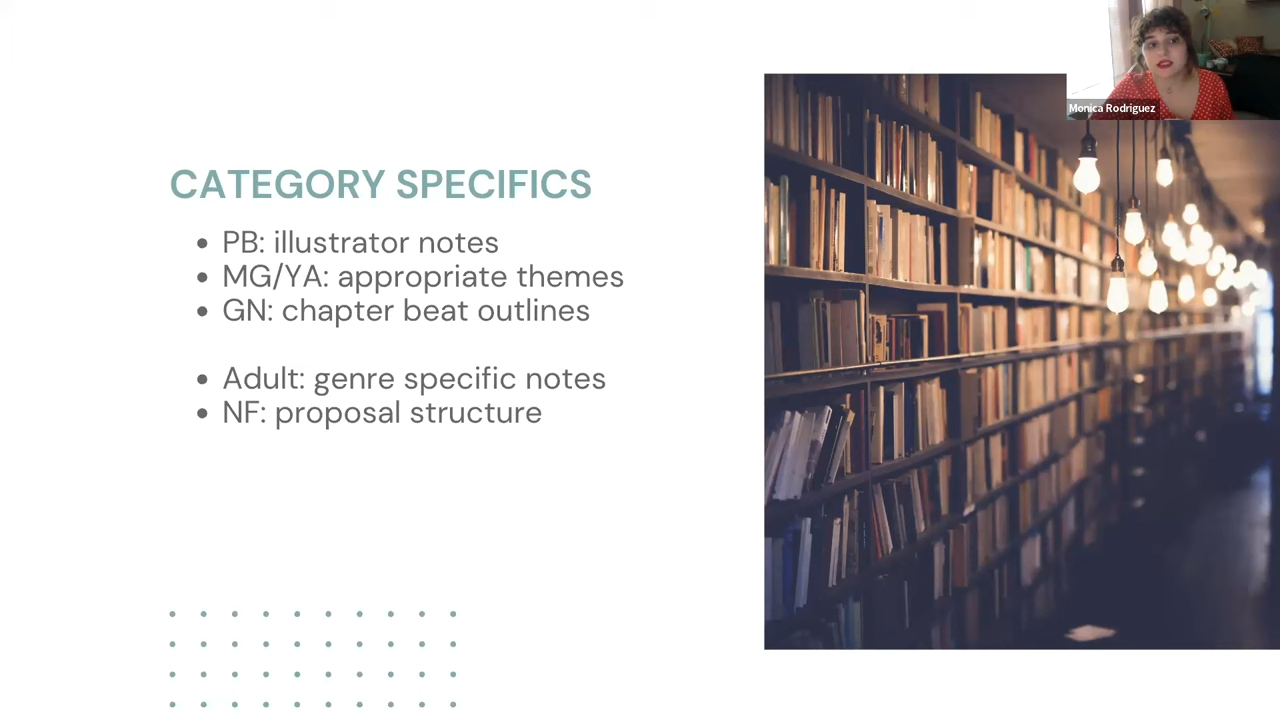 Monica Rodriguez
CATEGORY SPECIFICS
• PB: illustrator notes
• MG/YA: appropriate themes
• GN: chapter beat outlines
• Adult: genre specific notes
• NF: proposal structure